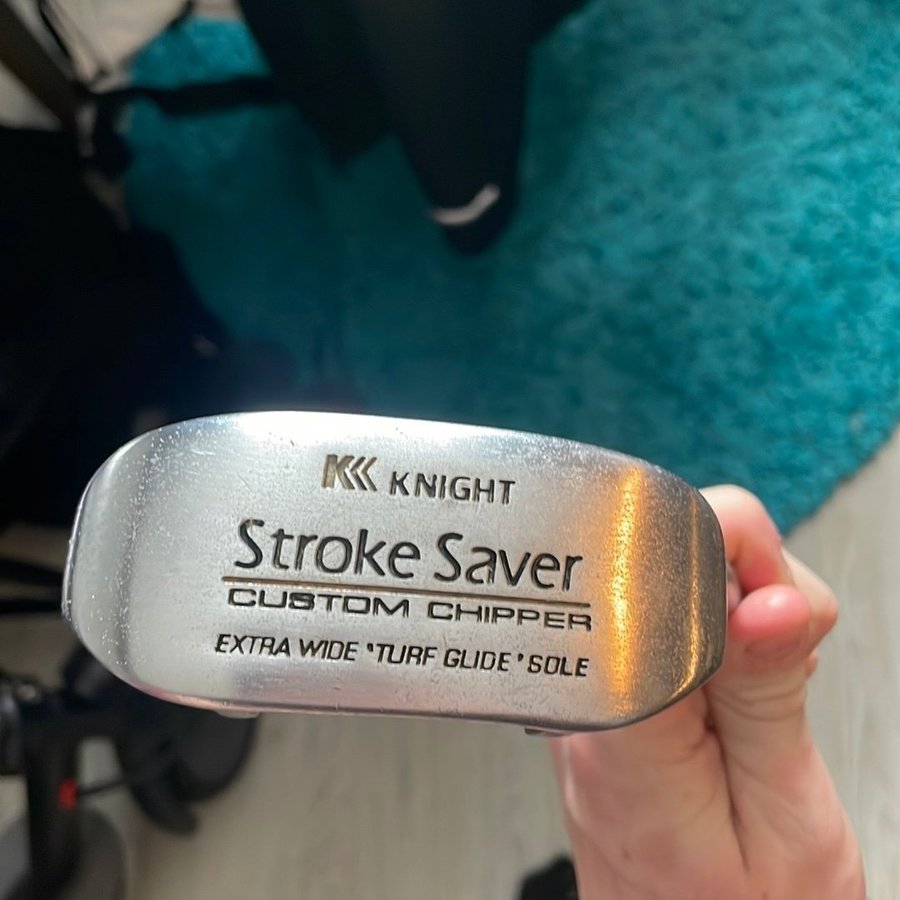 K KNIGHT
Stroke Saver
CUSTOM CHIPPER
EXTRA WIDE 'TURF GLIDE' SOLE